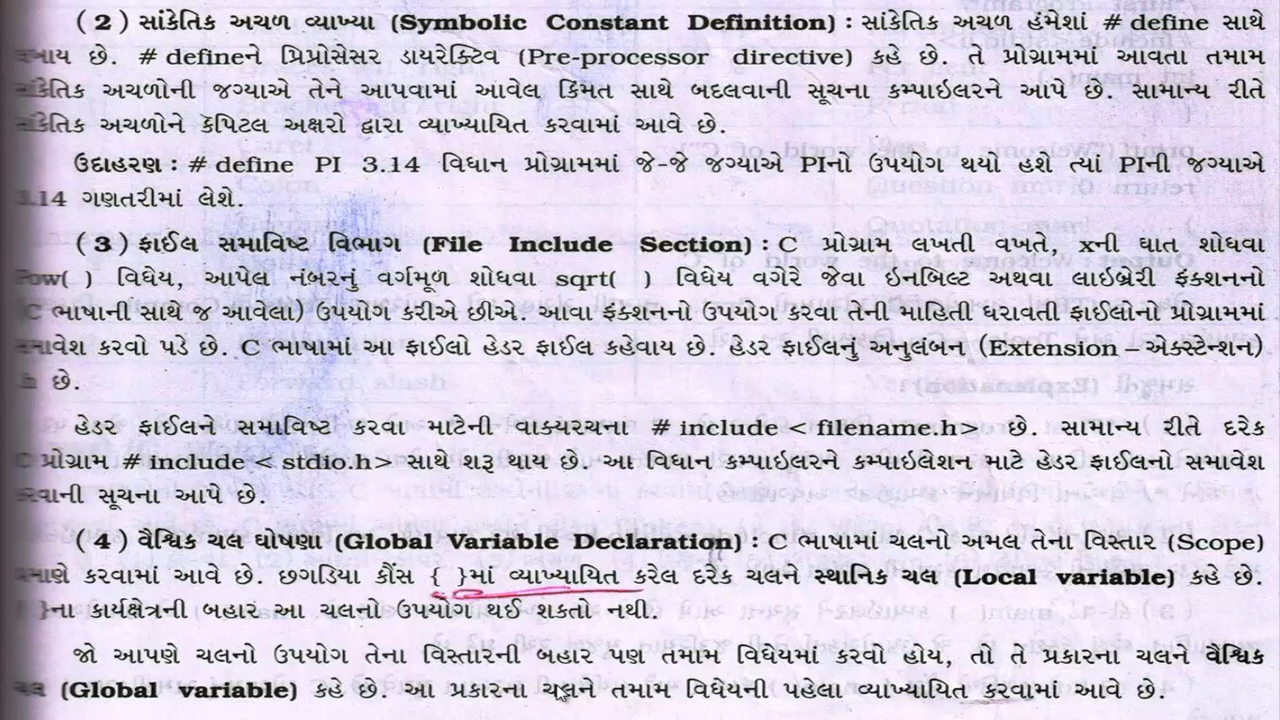 (2) સાંકેતિક અચળ વ્યાખ્યા (Symbolic Constant Definition) : સાંકેતિક અચળ હંમેશાં # define સાથે
છે. # defineને પ્રિપ્રોસેસર ડાયરેક્ટિવ (Pre-processor directive) કહે છે. તે પ્રોગ્રામમાં આવતા તમામ
સાંકેતિક અચળોની જગ્યાએ તેને આપવામાં આવેલ કિંમત સાથે બદલવાની સૂચના કમ્પાઇલરને આપે છે. સામાન્ય રીતે
સાંકેતિક અચળોને કૅપિટલ અક્ષરો દ્વારા વ્યાખ્યાયિત કરવામાં આવે છે.
ઉદાહરણ : # define PI 3.14 વિધાન પ્રોગ્રામમાં જે-જે જગ્યાએ PIનો ઉપયોગ થયો હશે ત્યાં PIની જગ્યાએ
3.14 ગણતરીમાં લેશે.
(3) ફાઈલ સમાવિષ્ટ વિભાગ (File Include Section) : C પ્રોગ્રામ લખતી વખતે, xની ઘાત શોધવા
Pow( ) વિધેય, આપેલ નંબરનું વર્ગમૂળ શોધવા sqrt( ) વિધેય વગેરે જેવા ઇનબિલ્ટ અથવા લાઇબ્રેરી ફંક્શનનો
(C ભાષાની સાથે જ આવેલા) ઉપયોગ કરીએ છીએ. આવા ફંક્શનનો ઉપયોગ કરવા તેની માહિતી ધરાવતી ફાઈલોનો પ્રોગ્રામમાં
સમાવેશ કરવો પડે છે. C ભાષામાં આ ફાઈલો હેડર ફાઈલ કહેવાય છે. હેડર ફાઈલનું અનુલંબન (Extension – એક્સ્ટેન્શન)
.h છે.
હેડર ફાઈલને સમાવિષ્ટ કરવા માટેની વાક્યરચના # include < filename.h > છે. સામાન્ય રીતે દરેક
C પ્રોગ્રામ # include < stdio.h > સાથે શરૂ થાય છે. આ વિધાન કમ્પાઇલરને કમ્પાઇલેશન માટે હેડર ફાઈલનો સમાવેશ
કરવાની સૂચના આપે છે.
(4) વૈશ્વિક ચલ ઘોષણા (Global Variable Declaration) : C ભાષામાં ચલનો અમલ તેના વિસ્તાર (Scope)
પ્રમાણે કરવામાં આવે છે. છગડિયા કૌંસ { }માં વ્યાખ્યાયિત કરેલ દરેક ચલને સ્થાનિક ચલ (Local variable) કહે છે.
{ }ના કાર્યક્ષેત્રની બહાર આ ચલનો ઉપયોગ થઈ શકતો નથી.
જો આપણે ચલનો ઉપયોગ તેના વિસ્તારની બહાર પણ તમામ વિધેયમાં કરવો હોય, તો તે પ્રકારના ચલને વૈશ્વિક
ચલ (Global variable) કહે છે. આ પ્રકારના ચલને તમામ વિધેયની પહેલા વ્યાખ્યાયિત કરવામાં આવે છે.